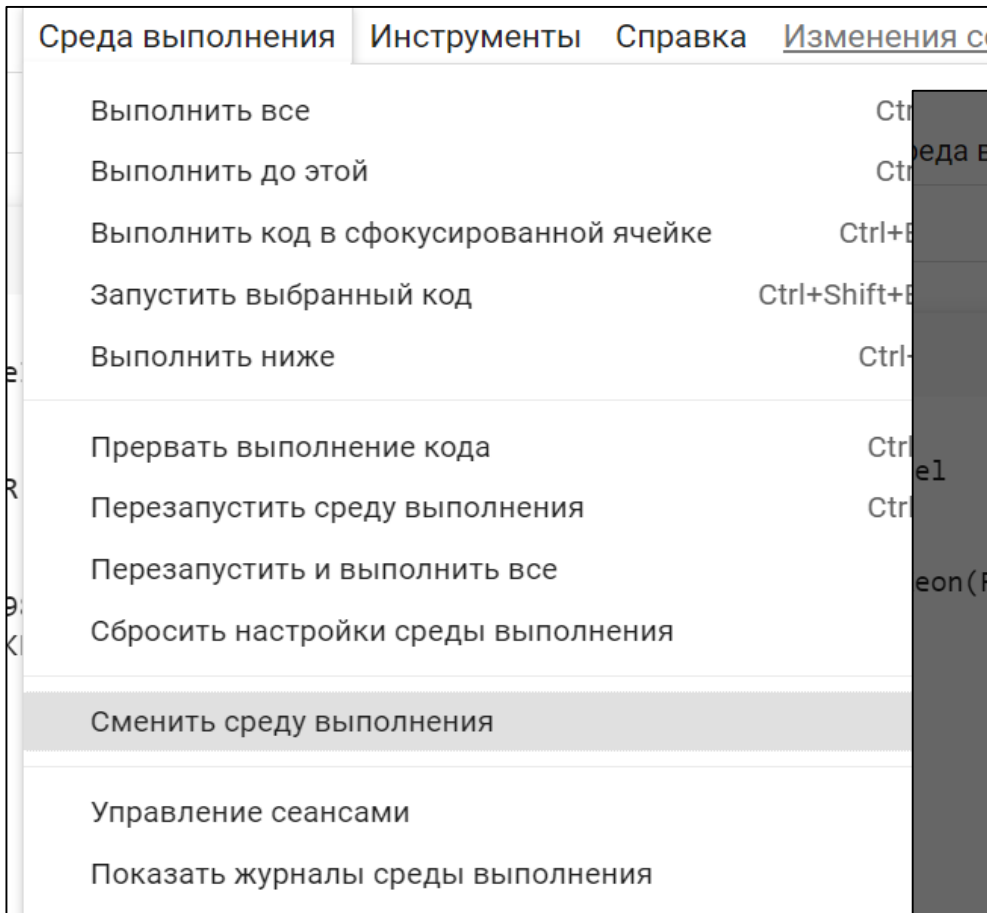 Среда выполнения Инструменты Справка Изменения
Выполнить все
Выполнить до этой
Выполнить код в сфокусированной ячейке
Запустить выбранный код Ctrl+Shift+
Выполнить ниже
Прервать выполнение кода
Перезапустить среду выполнения
Перезапустить и выполнить все
Сбросить настройки среды выполнения
Сменить среду выполнения
Управление сеансами
Показать журналы среды выполнения